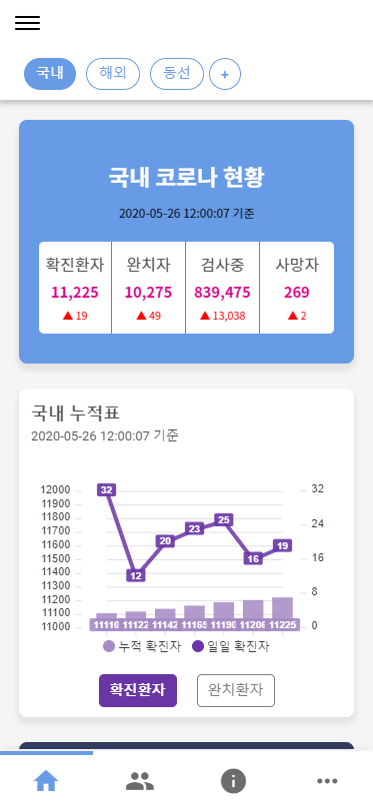 국내 해외 동선 +
국내 코로나 현황
2020-05-26 12:00:07 기준
확진환자 완치자 검사중 사망자
11,225 10,275 839,475 269
▲ 19 ▲ 49 ▲ 13,038 ▲ 2
국내 누적표
2020-05-26 12:00:07 기준
12000 32
11900
11800
11700 24
11600
11500 16
11400
11300
11200 8
11100
11000 0
32 12 20 23 25 16 19
11110 11122 11142 11165 11190 11206 11225
누적 확진자 일일 확진자
확진환자 완치환자